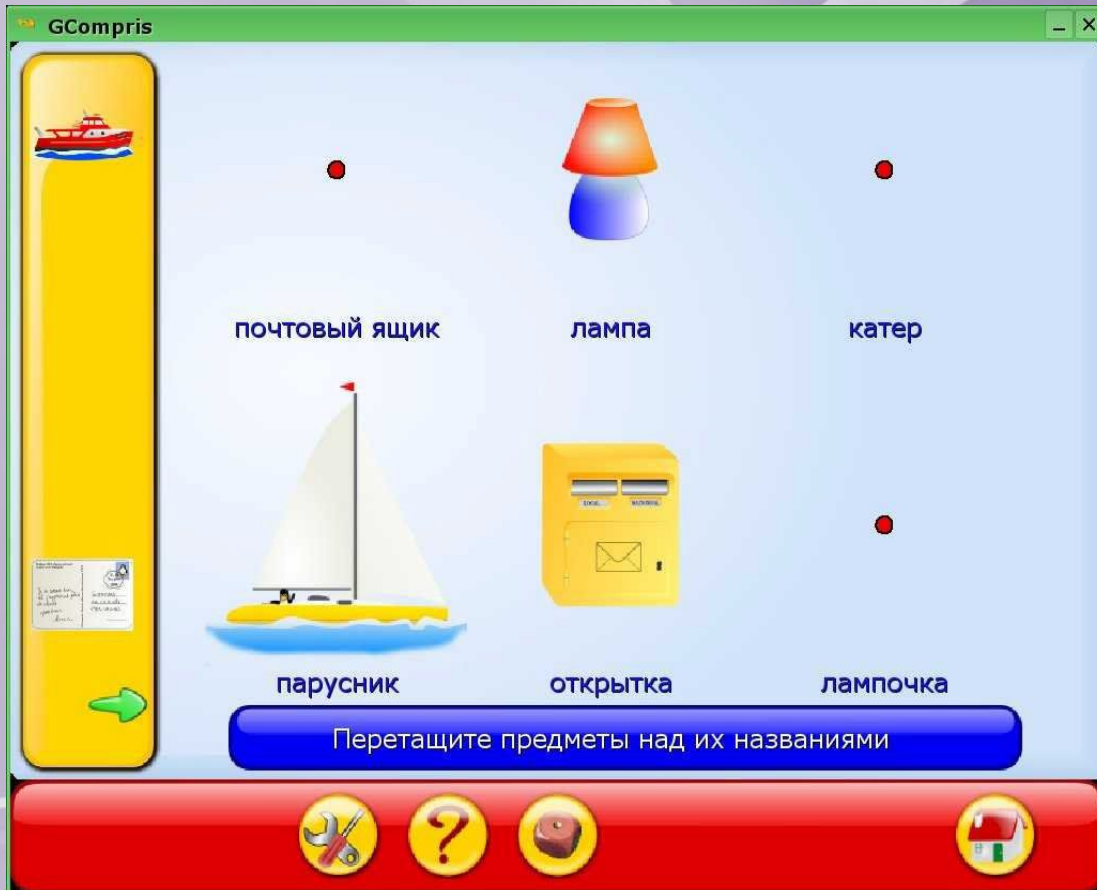 GCompris
почтовый ящик
лампа
катер
парусник
открытка
лампочка
Перетащите предметы над их названиями